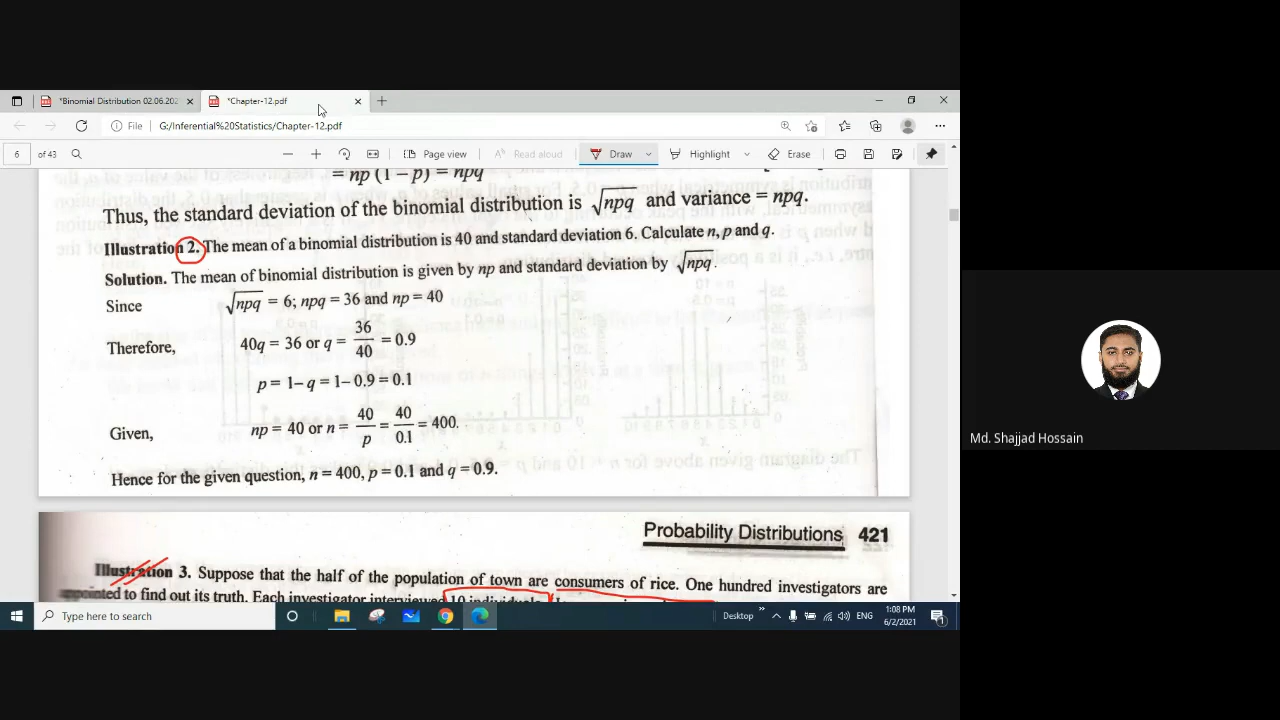 *Binomial Distribution 02.06.202
*Chapter-12.pdf
File G:/Inferential%20Statistics/Chapter-12.pdf
6 of 43 Page view Read aloud Draw Highlight Erase
= np (1 − p) = npq
Thus, the standard deviation of the binomial distribution is √npq and variance = npq.
Illustration 2. The mean of a binomial distribution is 40 and standard deviation 6. Calculate n, p and q.
Solution. The mean of binomial distribution is given by np and standard deviation by √npq.
Since √npq = 6; npq = 36 and np = 40
Therefore, 40q = 36 or q = 36/40 = 0.9
p = 1− q = 1− 0.9 = 0.1
Given, np = 40 or n = 40/p = 40/0.1 = 400.
Hence for the given question, n = 400, p = 0.1 and q = 0.9.
Probability Distributions 421
Illustration 3. Suppose that the half of the population of town are consumers of rice. One hundred investigators are
appointed to find out its truth. Each investigator interviewed 10 individuals.
Md. Shajjad Hossain
Type here to search
Desktop
ENG
1:08 PM
6/2/2021
1